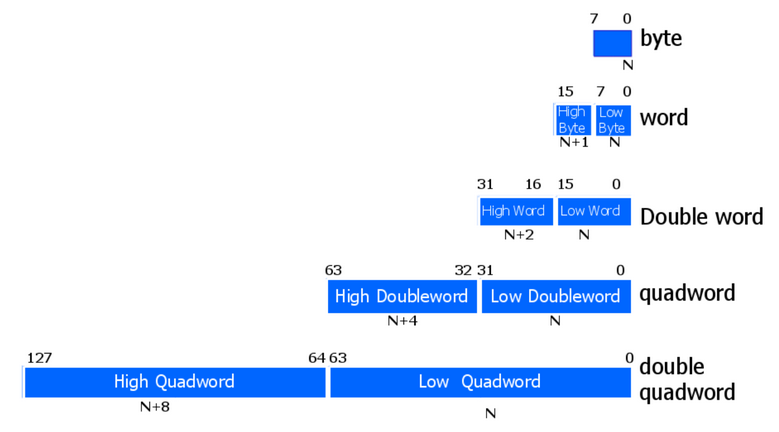 7 0
byte
N
15 7 0
High Byte Low Byte
word
N+1 N
31 16 15 0
High Word Low Word
Double word
N+2 N
63 32 31 0
High Doubleword Low Doubleword
quadword
N+4 N
127 64 63 0
High Quadword Low Quadword
double
quadword
N+8 N